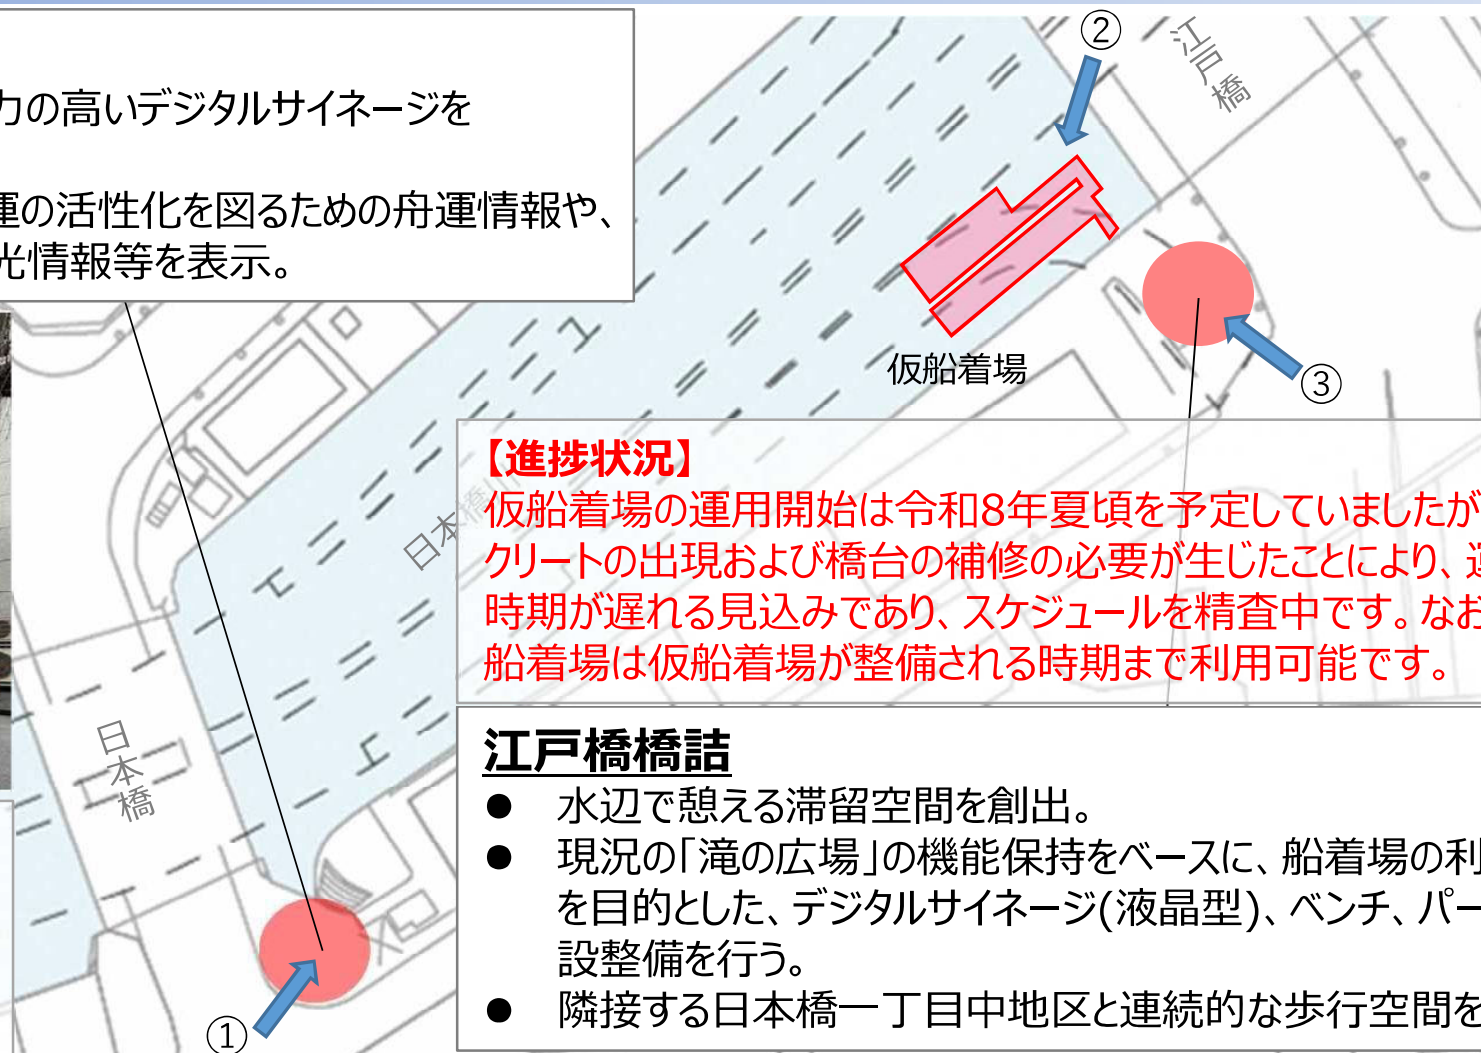 力の高いデジタルサイネージを
運の活性化を図るための舟運情報や、
光情報等を表示。
②
江戸橋
仮船着場
③
【進捗状況】
仮船着場の運用開始は令和8年夏頃を予定していましたが
クリートの出現および橋台の補修の必要が生じたことにより、運
時期が遅れる見込みであり、スケジュールを精査中です。なお
船着場は仮船着場が整備される時期まで利用可能です。
日本橋川
日本橋
江戸橋橋詰
● 水辺で憩える滞留空間を創出。
● 現況の「滝の広場」の機能保持をベースに、船着場の利
を目的とした、デジタルサイネージ(液晶型)、ベンチ、パー
設整備を行う。
● 隣接する日本橋一丁目中地区と連続的な歩行空間を
①